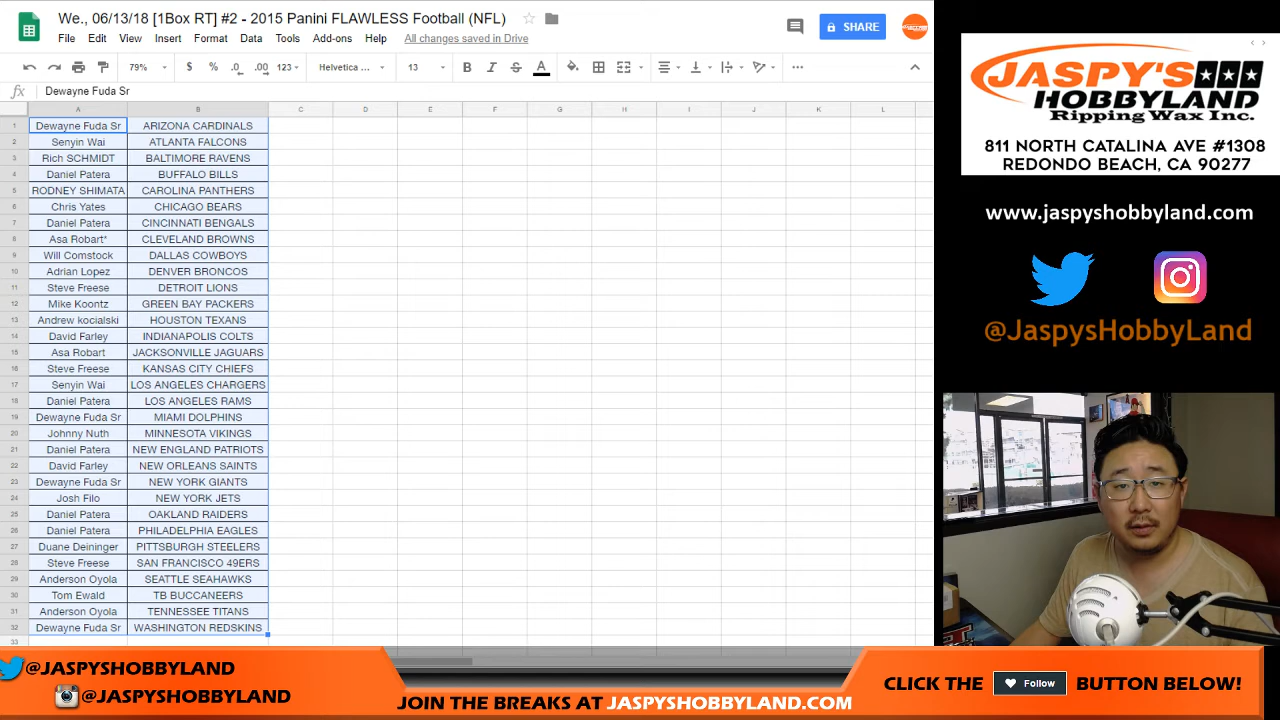 We., 06/13/18 [1Box RT] #2 - 2015 Panini FLAWLESS Football (NFL)
File Edit View Insert Format Data Tools Add-ons Help All changes saved in Drive
SHARE
79% $ % .0 .00 123 Helvetica ... 13 B I S A
fx Dewayne Fuda Sr
A B C D E F G H I J K L
1 Dewayne Fuda Sr ARIZONA CARDINALS
2 Senyin Wai ATLANTA FALCONS
3 Rich SCHMIDT BALTIMORE RAVENS
4 Daniel Patera BUFFALO BILLS
5 RODNEY SHIMATA CAROLINA PANTHERS
6 Chris Yates CHICAGO BEARS
7 Daniel Patera CINCINNATI BENGALS
8 Asa Robart* CLEVELAND BROWNS
9 Will Comstock DALLAS COWBOYS
10 Adrian Lopez DENVER BRONCOS
11 Steve Freese DETROIT LIONS
12 Mike Koontz GREEN BAY PACKERS
13 Andrew kocialski HOUSTON TEXANS
14 David Farley INDIANAPOLIS COLTS
15 Asa Robart JACKSONVILLE JAGUARS
16 Steve Freese KANSAS CITY CHIEFS
17 Senyin Wai LOS ANGELES CHARGERS
18 Daniel Patera LOS ANGELES RAMS
19 Dewayne Fuda Sr MIAMI DOLPHINS
20 Johnny Nuth MINNESOTA VIKINGS
21 Daniel Patera NEW ENGLAND PATRIOTS
22 David Farley NEW ORLEANS SAINTS
23 Dewayne Fuda Sr NEW YORK GIANTS
24 Josh Filo NEW YORK JETS
25 Daniel Patera OAKLAND RAIDERS
26 Daniel Patera PHILADELPHIA EAGLES
27 Duane Deininger PITTSBURGH STEELERS
28 Steve Freese SAN FRANCISCO 49ERS
29 Anderson Oyola SEATTLE SEAHAWKS
30 Tom Ewald TB BUCCANEERS
31 Anderson Oyola TENNESSEE TITANS
32 Dewayne Fuda Sr WASHINGTON REDSKINS
33
JASPY'S
HOBBYLAND
Ripping Wax Inc.
811 NORTH CATALINA AVE #1308
REDONDO BEACH, CA 90277
www.jaspyshobbyland.com
@JaspysHobbyLand
@JASPYSHOBBYLAND
@JASPYSHOBBYLAND
JOIN THE BREAKS AT JASPYSHOBBYLAND.COM
CLICK THE Follow BUTTON BELOW!